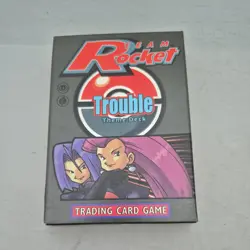 TEAM
Rocket
Trouble
Theme Deck
TRADING CARD GAME